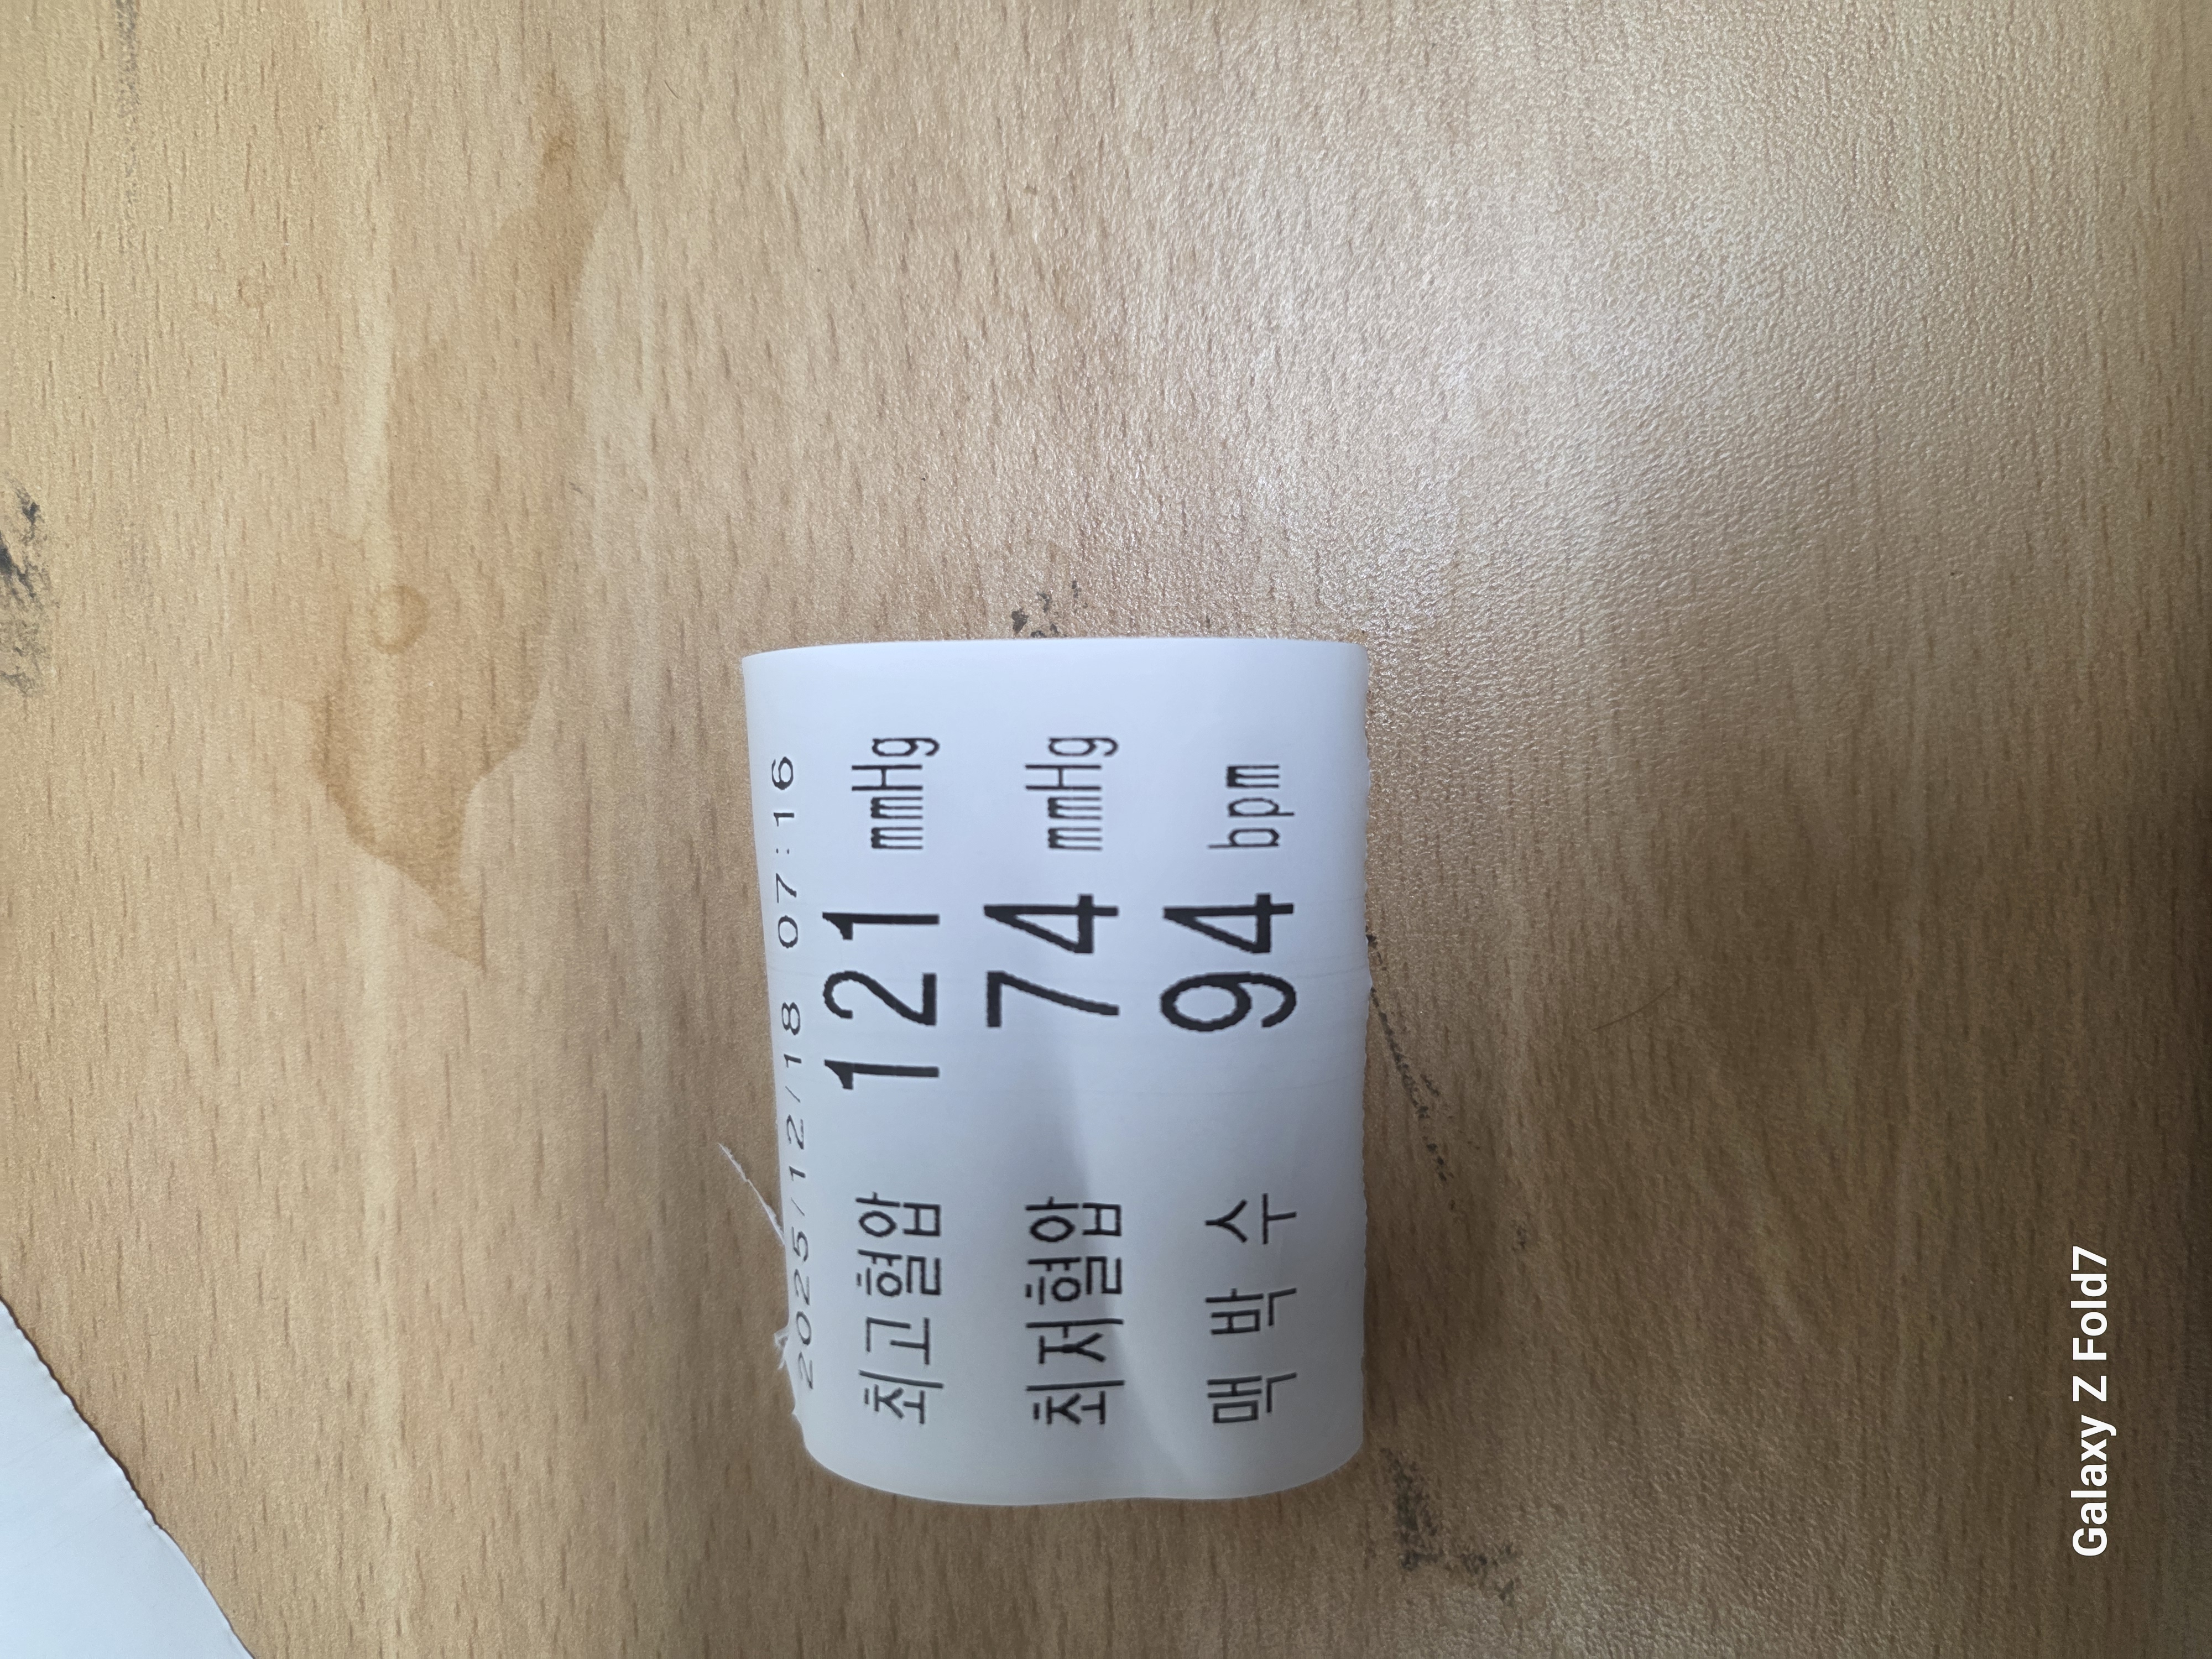 2025/12/18 07:16
최고혈압 121 mmHg
최저혈압 74 mmHg
맥 박 수 94 bpm
Galaxy Z Fold7